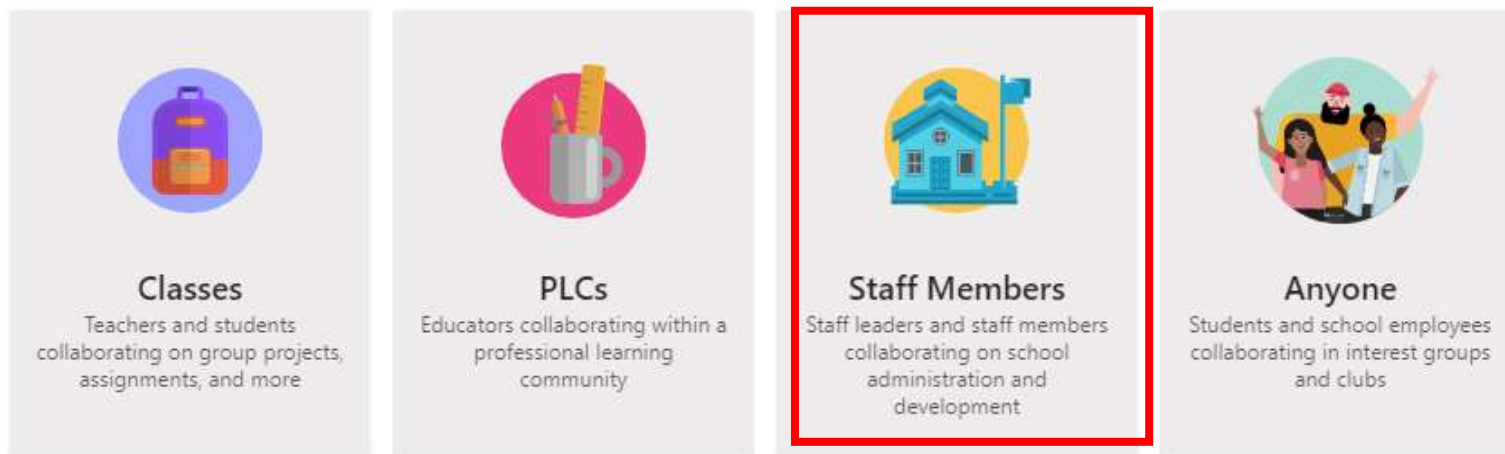 Classes
Teachers and students
collaborating on group projects,
assignments, and more
PLCs
Educators collaborating within a
professional learning
community
Staff Members
Staff leaders and staff members
collaborating on school
administration and
development
Anyone
Students and school employees
collaborating in interest groups
and clubs